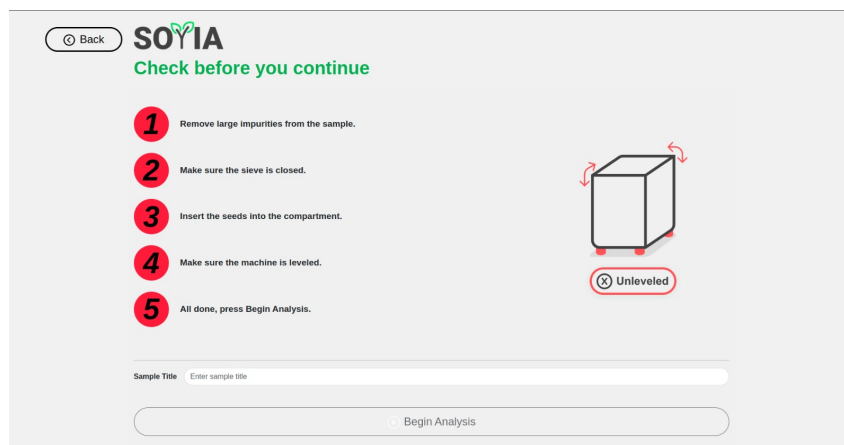 Back
SOYIA
Check before you continue
1 Remove large impurities from the sample.
2 Make sure the sieve is closed.
3 Insert the seeds into the compartment.
4 Make sure the machine is leveled.
5 All done, press Begin Analysis.
Unleveled
Sample Title Enter sample title
Begin Analysis